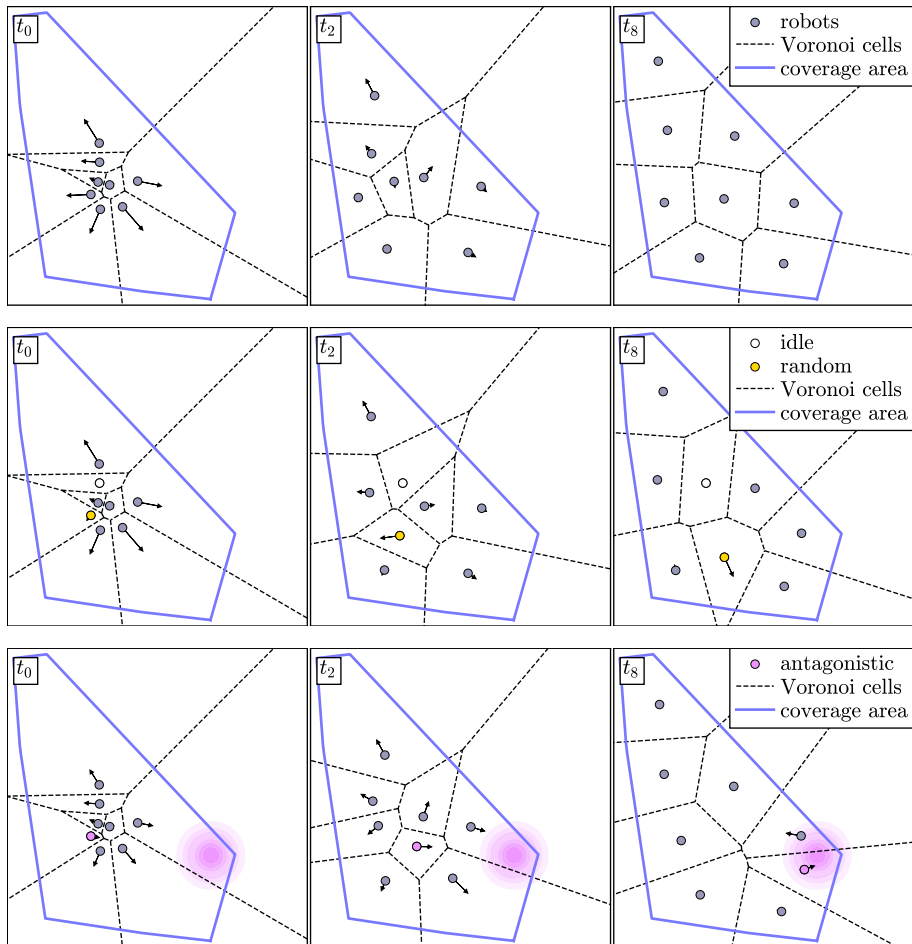 t₀
t₂
t₈
robots
Voronoi cells
coverage area
t₀
t₂
t₈
idle
random
Voronoi cells
coverage area
t₀
t₂
t₈
antagonistic
Voronoi cells
coverage area